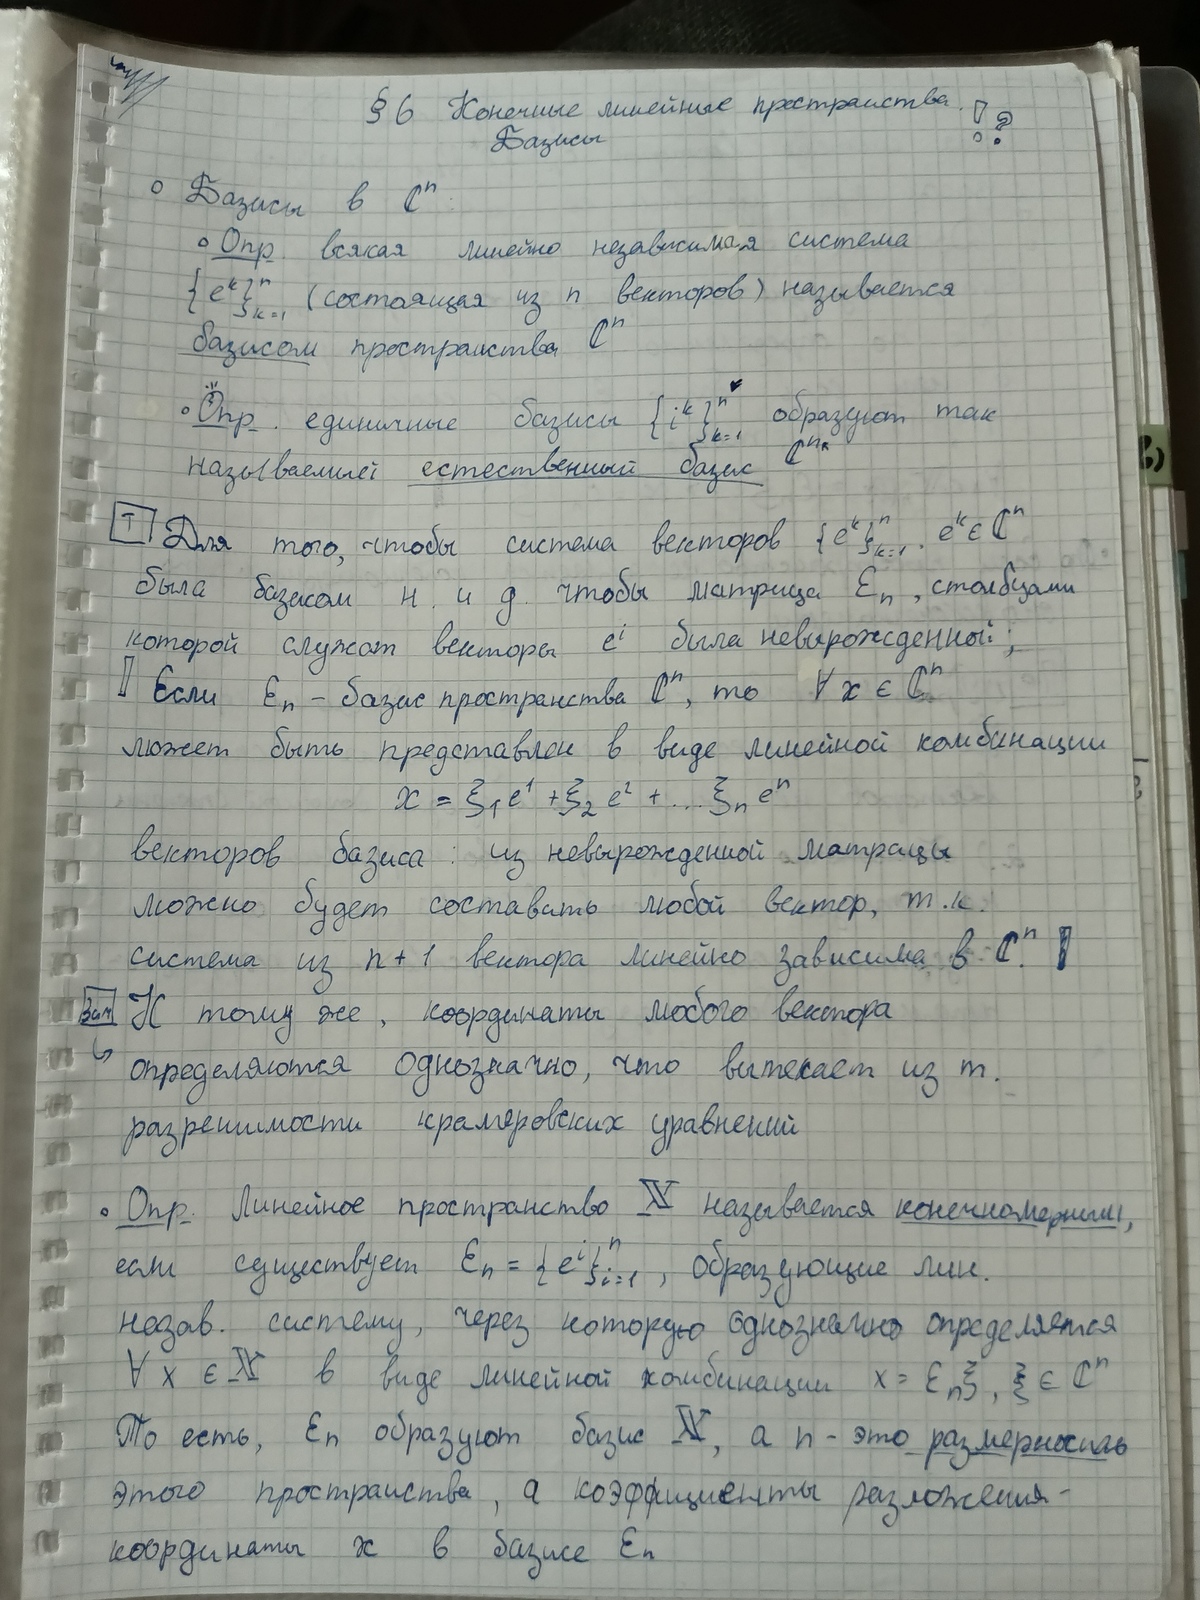 §6 Конечные линейные пространства. !?
Базисы
Базисы в ℂⁿ:
Опр. всякая линейно независимая система
{eᵏ}ⁿₖ₌₁ (состоящая из n векторов) называется
базисом пространства ℂⁿ
Опр. единичные базисы {iᵏ}ⁿₖ₌₁ образуют так
называемый естественный базис ℂⁿ
Т Для того, чтобы система векторов {eᵏ}ⁿₖ₌₁. eᵏ ∈ ℂⁿ
была базисом н. и д. чтобы матрица Ɛₙ, столбцами
которой служат векторы eⁱ была невырожденной;
Если Ɛₙ – базис пространства ℂⁿ, то ∀ x ∈ ℂⁿ
может быть представлен в виде линейной комбинации
x = ξ₁e¹ + ξ₂e² + ... ξₙeⁿ
векторов базиса: из невырожденной матрицы
можно будет составить любой вектор, т.к.
система из n+1 вектора линейно зависима в ℂⁿ.
Зам К тому же, координаты любого вектора
определяются однозначно, что вытекает из т.
разрешимости крамеровских уравнений
Опр. Линейное пространство 𝕏 называется конечномерным,
если существует Ɛₙ = {eⁱ}ⁿᵢ₌₁, образующие лин.
незав. систему, через которую однозначно определяется
∀ x ∈ 𝕏 в виде линейной комбинации x = Ɛₙξ, ξ ∈ ℂⁿ
То есть, Ɛₙ образуют базис 𝕏, а n - это размерность
этого пространства, а коэффициенты разложения -
координаты x в базисе Ɛₙ